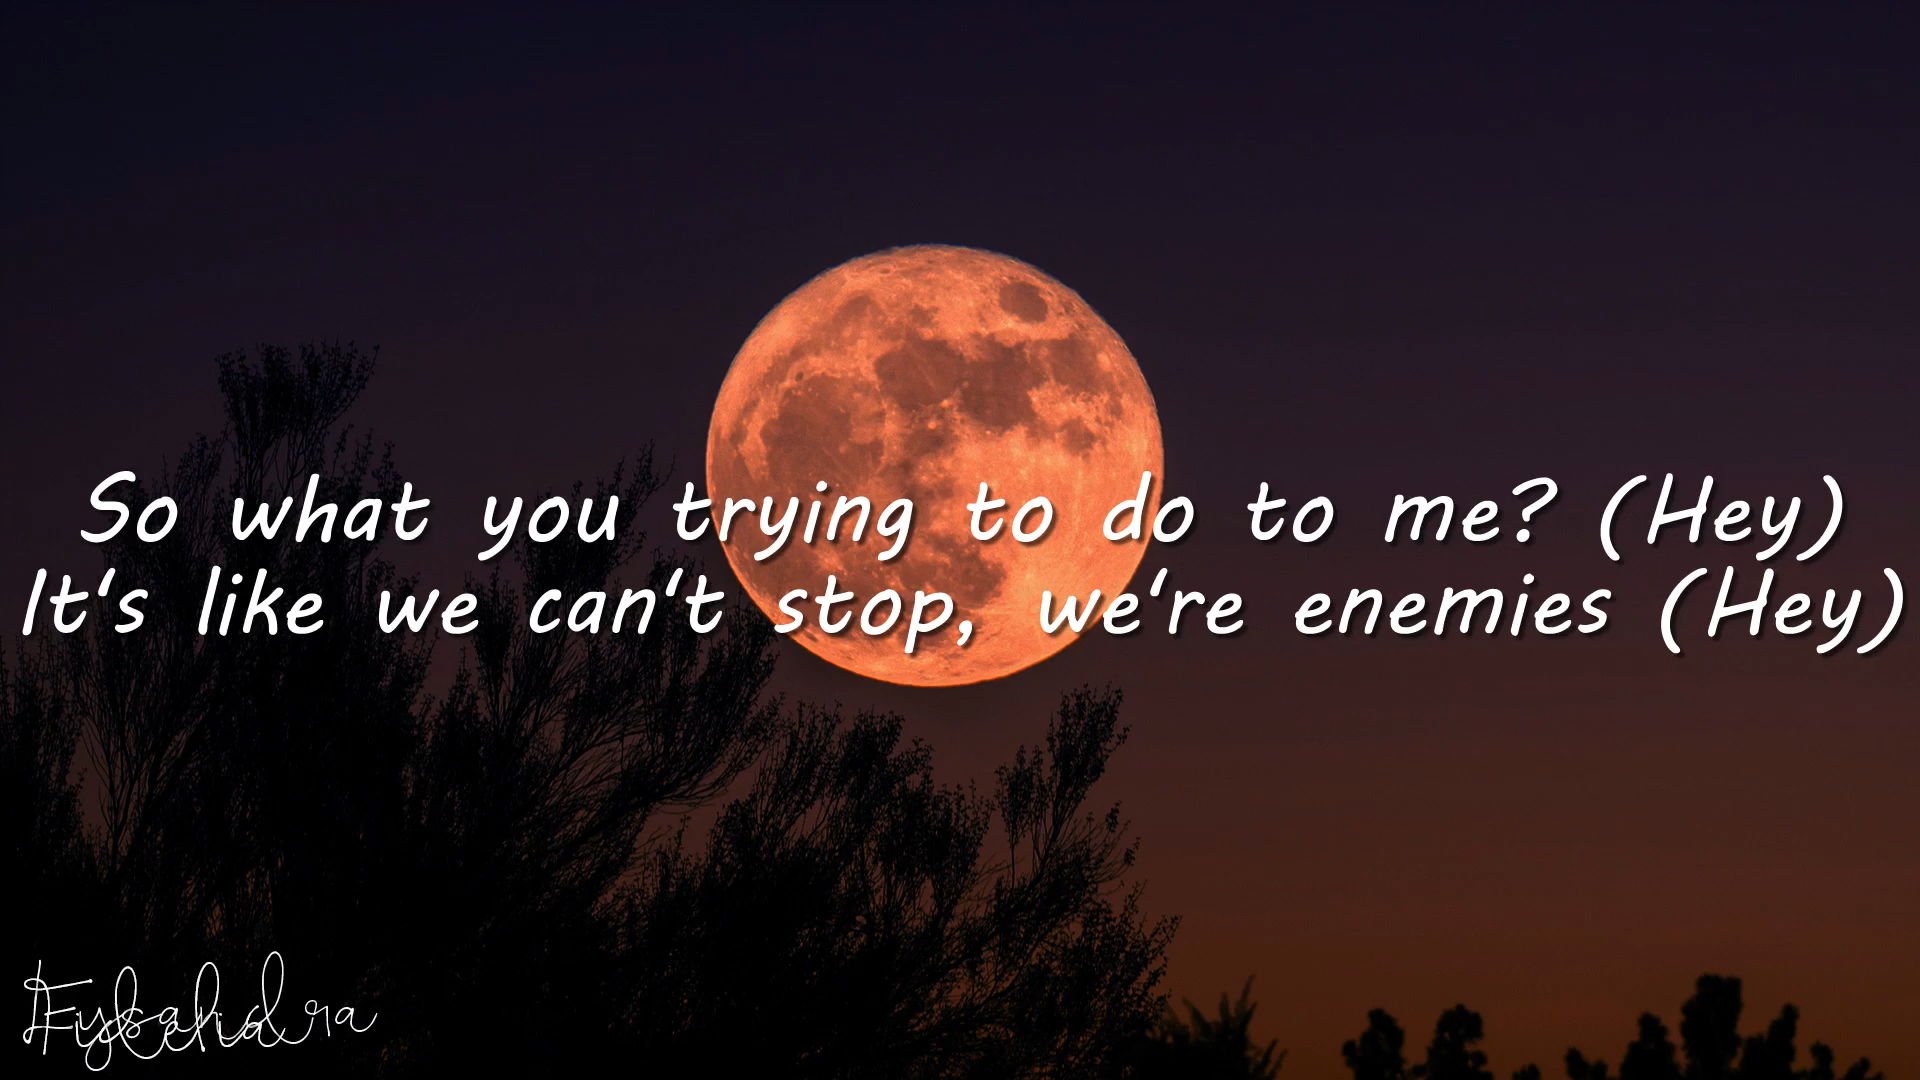 So what you trying to do to me? (Hey)
It's like we can't stop, we're enemies (Hey)